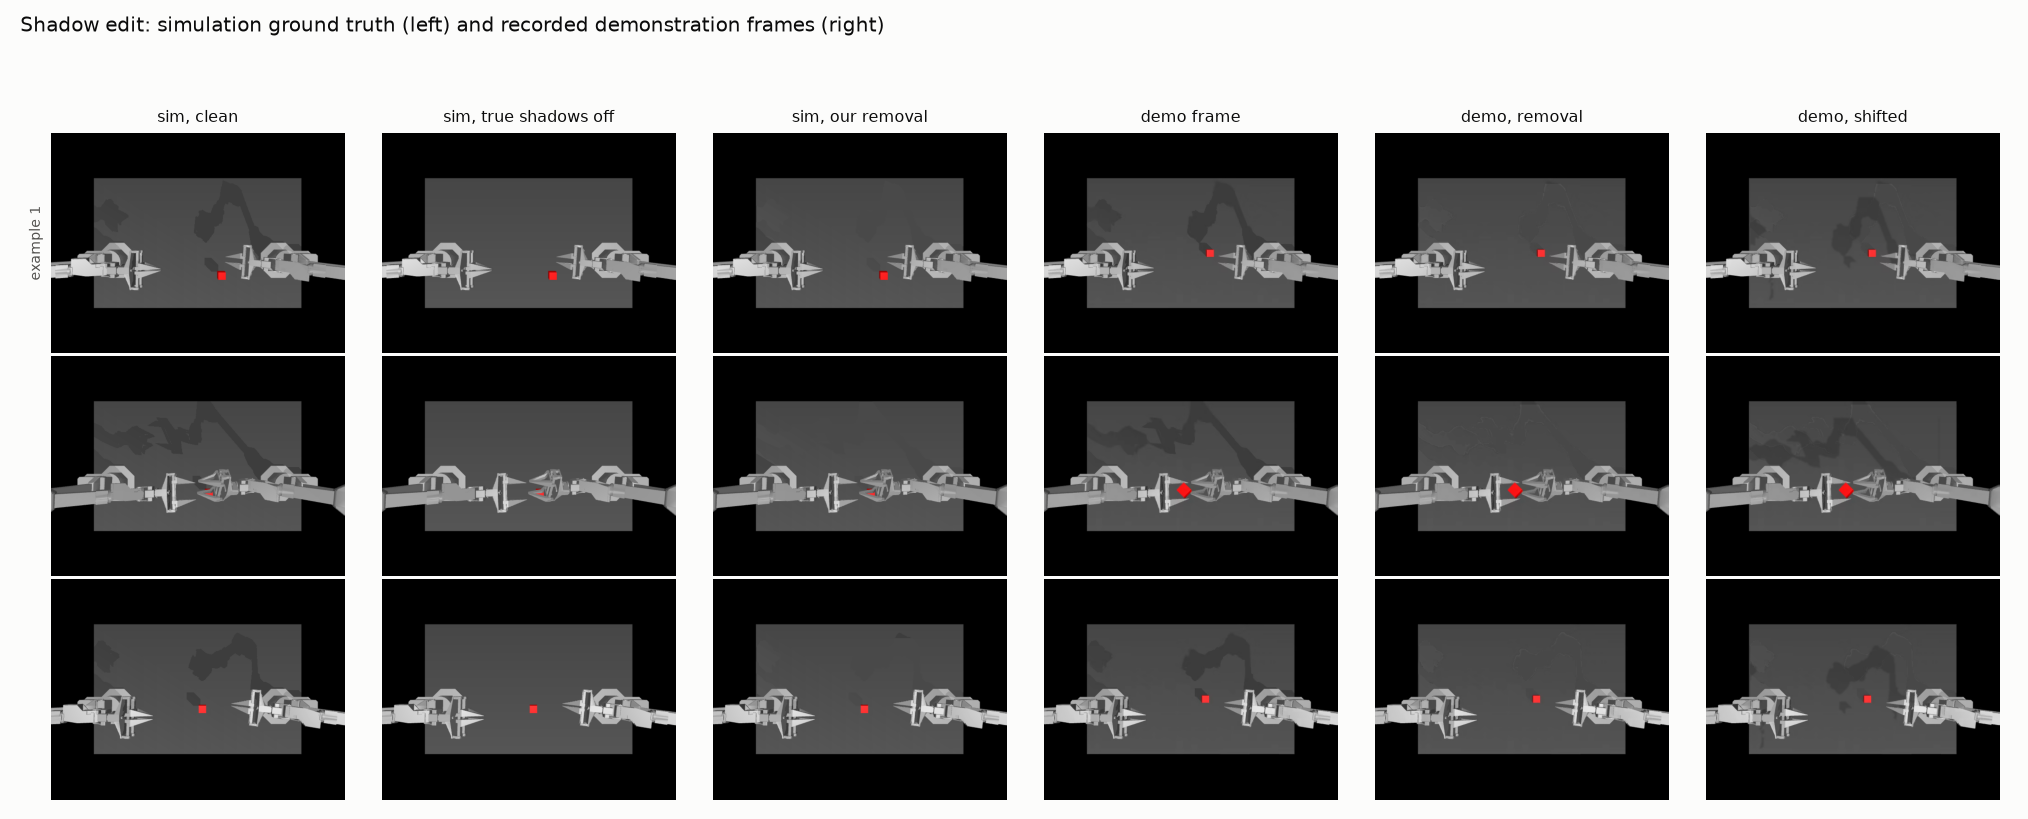 Shadow edit: simulation ground truth (left) and recorded demonstration frames (right)
sim, clean
sim, true shadows off
sim, our removal
demo frame
demo, removal
demo, shifted
example 1